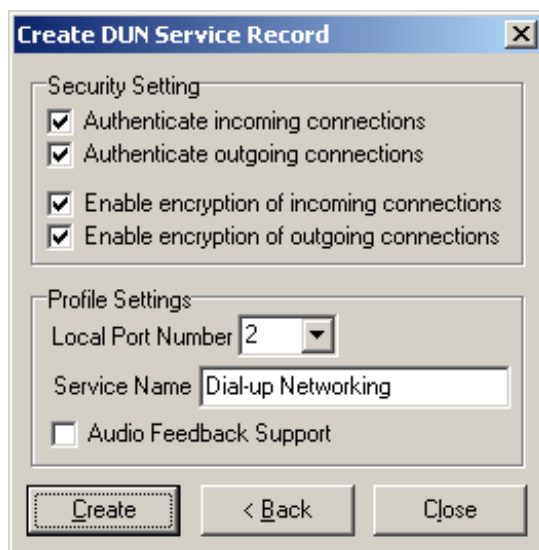 Create DUN Service Record
Security Setting
Authenticate incoming connections
Authenticate outgoing connections
Enable encryption of incoming connections
Enable encryption of outgoing connections
Profile Settings
Local Port Number 2
Service Name Dial-up Networking
Audio Feedback Support
Create < Back Close